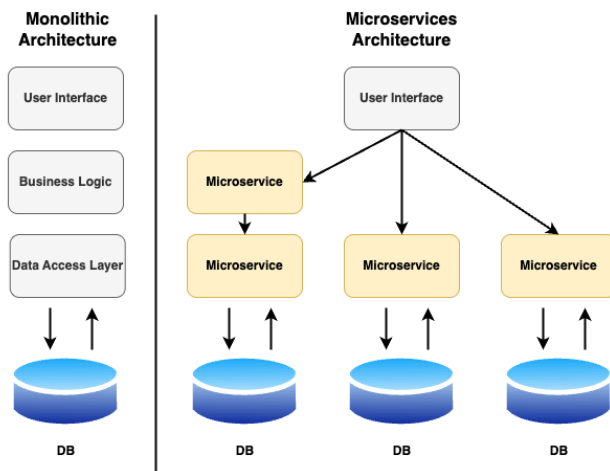 Monolithic
Architecture
User Interface
Business Logic
Data Access Layer
DB
Microservices
Architecture
User Interface
Microservice
Microservice
Microservice
Microservice
DB
DB
DB